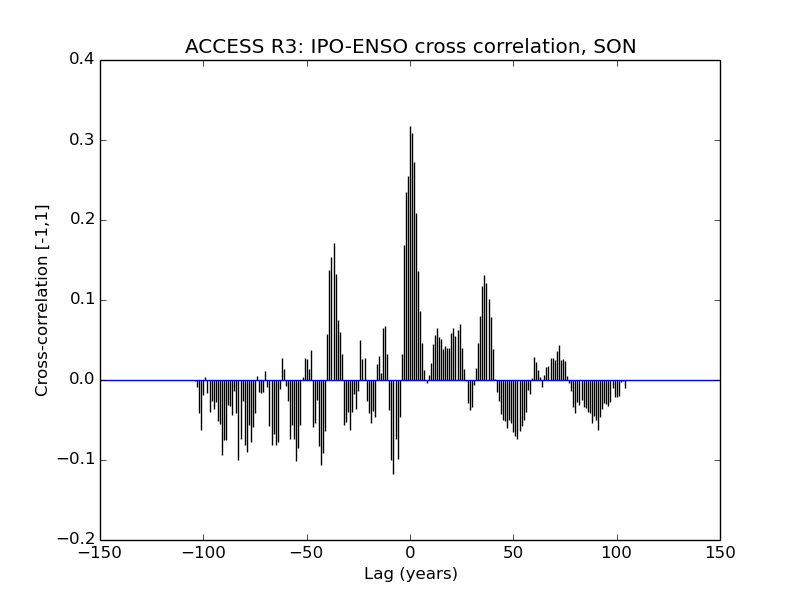 ACCESS R3: IPO-ENSO cross correlation, SON
0.4
0.3
0.2
0.1
0.0
−0.1
−0.2
Cross-correlation [-1,1]
−150 −100 −50 0 50 100 150
Lag (years)